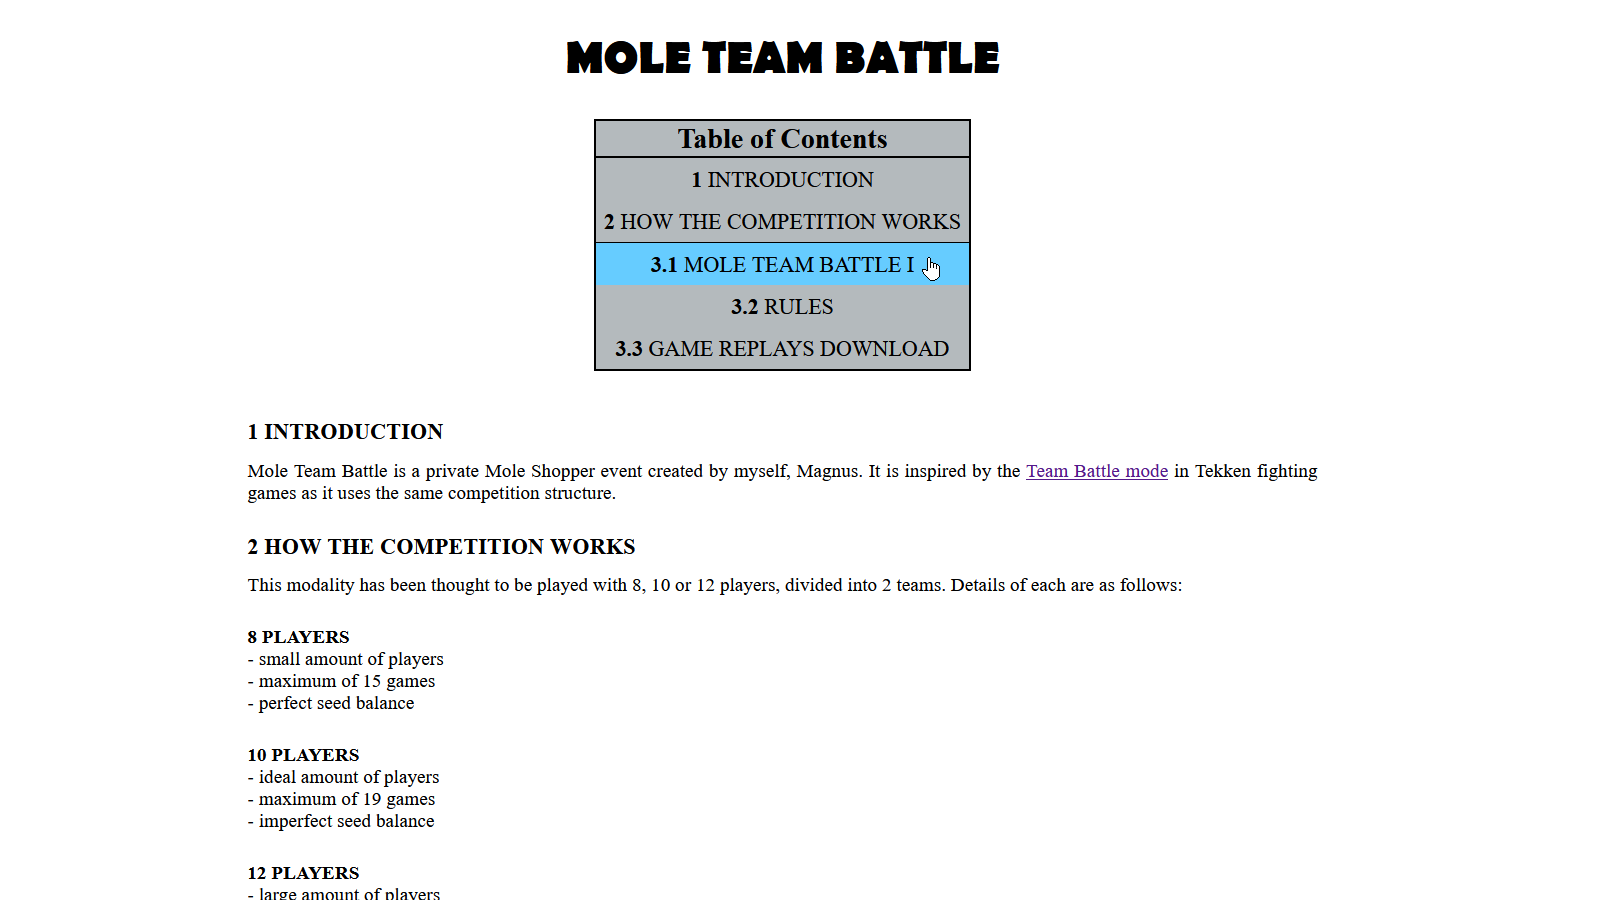 MOLE TEAM BATTLE
Table of Contents
1 INTRODUCTION
2 HOW THE COMPETITION WORKS
3.1 MOLE TEAM BATTLE I
3.2 RULES
3.3 GAME REPLAYS DOWNLOAD
1 INTRODUCTION
Mole Team Battle is a private Mole Shopper event created by myself, Magnus. It is inspired by the Team Battle mode in Tekken fighting
games as it uses the same competition structure.
2 HOW THE COMPETITION WORKS
This modality has been thought to be played with 8, 10 or 12 players, divided into 2 teams. Details of each are as follows:
8 PLAYERS
- small amount of players
- maximum of 15 games
- perfect seed balance
10 PLAYERS
- ideal amount of players
- maximum of 19 games
- imperfect seed balance
12 PLAYERS
- large amount of players